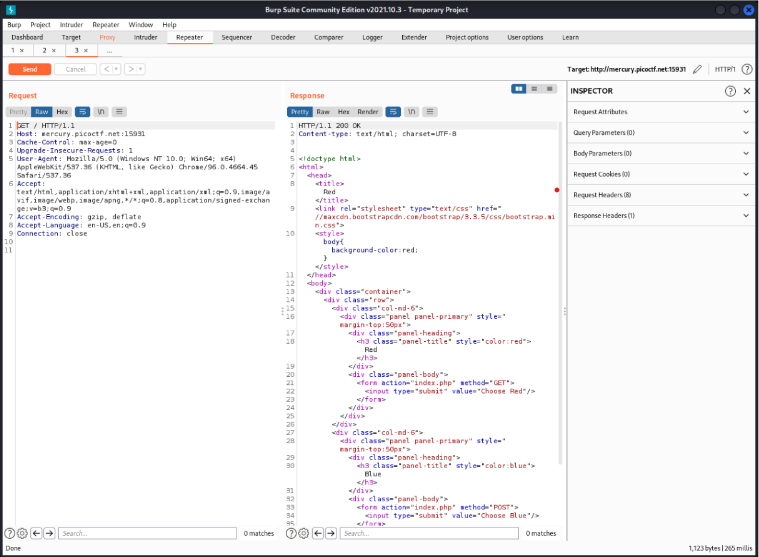 Burp Suite Community Edition v2021.10.3 - Temporary Project
Burp Project Intruder Repeater Window Help
Dashboard Target Proxy Intruder Repeater Sequencer Decoder Comparer Logger Extender Project options User options Learn
1 × 2 × 3 × ...
Send Cancel < > Target: http://mercury.picoctf.net:15931 HTTP/1 ?
Request
Pretty Raw Hex \n
1 GET / HTTP/1.1
2 Host: mercury.picoctf.net:15931
3 Cache-Control: max-age=0
4 Upgrade-Insecure-Requests: 1
5 User-Agent: Mozilla/5.0 (Windows NT 10.0; Win64; x64)
AppleWebKit/537.36 (KHTML, like Gecko) Chrome/96.0.4664.45
Safari/537.36
6 Accept:
text/html,application/xhtml+xml,application/xml;q=0.9,image/a
vif,image/webp,image/apng,*/*;q=0.8,application/signed-exchan
ge;v=b3;q=0.9
7 Accept-Encoding: gzip, deflate
8 Accept-Language: en-US,en;q=0.9
9 Connection: close
10
11
Search... 0 matches
Response
Pretty Raw Hex Render \n
1 HTTP/1.1 200 OK
2 Content-type: text/html; charset=UTF-8
3
4
5 <!doctype html>
6 <html>
7 <head>
8 <title>
Red
</title>
9 <link rel="stylesheet" type="text/css" href="
//maxcdn.bootstrapcdn.com/bootstrap/3.3.5/css/bootstrap.mi
n.css">
10 <style>
body{
background-color:red;
}
</style>
11 </head>
12 <body>
13 <div class="container">
14 <div class="row">
15 <div class="col-md-6">
16 <div class="panel panel-primary" style="
margin-top:50px">
17 <div class="panel-heading">
18 <h3 class="panel-title" style="color:red">
Red
</h3>
19 </div>
20 <div class="panel-body">
21 <form action="index.php" method="GET">
22 <input type="submit" value="Choose Red"/>
23 </form>
24 </div>
25 </div>
26 </div>
27 <div class="col-md-6">
28 <div class="panel panel-primary" style="
margin-top:50px">
29 <div class="panel-heading">
30 <h3 class="panel-title" style="color:blue">
Blue
</h3>
31 </div>
32 <div class="panel-body">
33 <form action="index.php" method="POST">
34 <input type="submit" value="Choose Blue"/>
35 </form>
Search... 0 matches
INSPECTOR
Request Attributes
Query Parameters (0)
Body Parameters (0)
Request Cookies (0)
Request Headers (8)
Response Headers (1)
Done 1,123 bytes | 265 millis